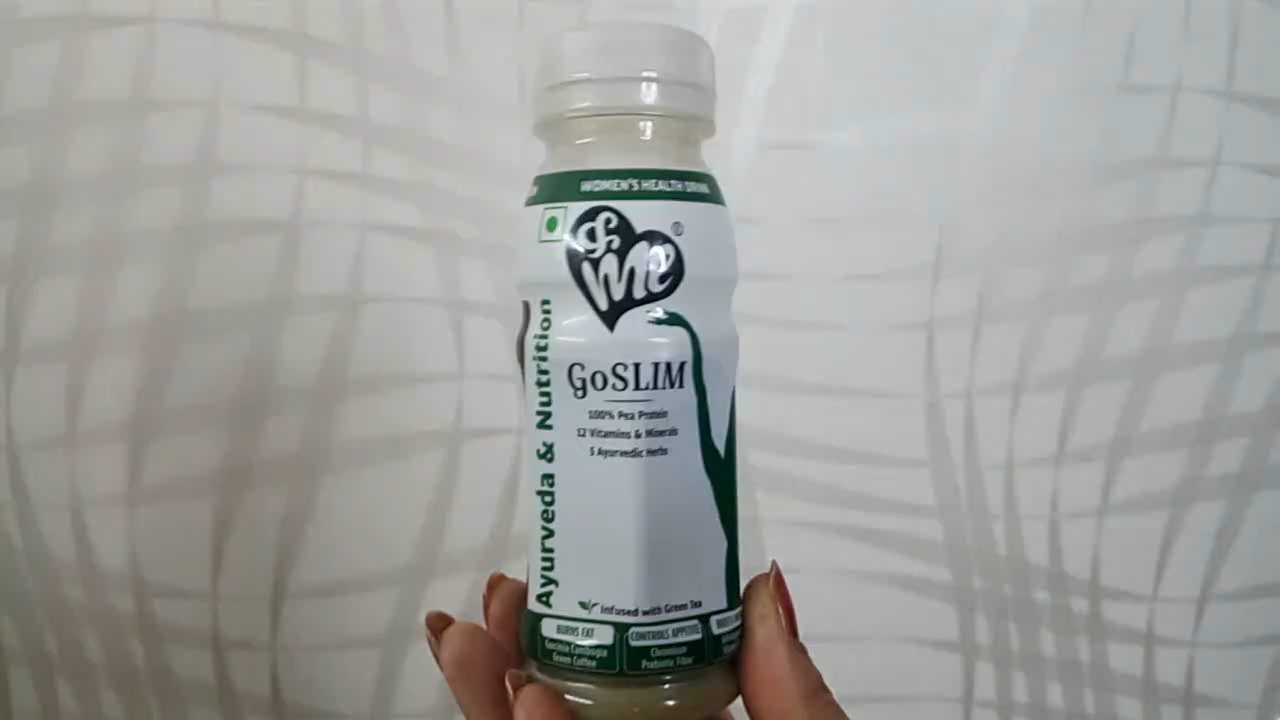 WOMEN'S HEALTH DRINK
& Me
®
Ayurveda & Nutrition
GoSLIM
100% Pea Protein
12 Vitamins & Minerals
5 Ayurvedic Herbs
Infused with Green Tea
BURNS FAT
Garcinia Cambogia
Green Coffee
CONTROLS APPETITE
Chromium
Prebiotic Fiber